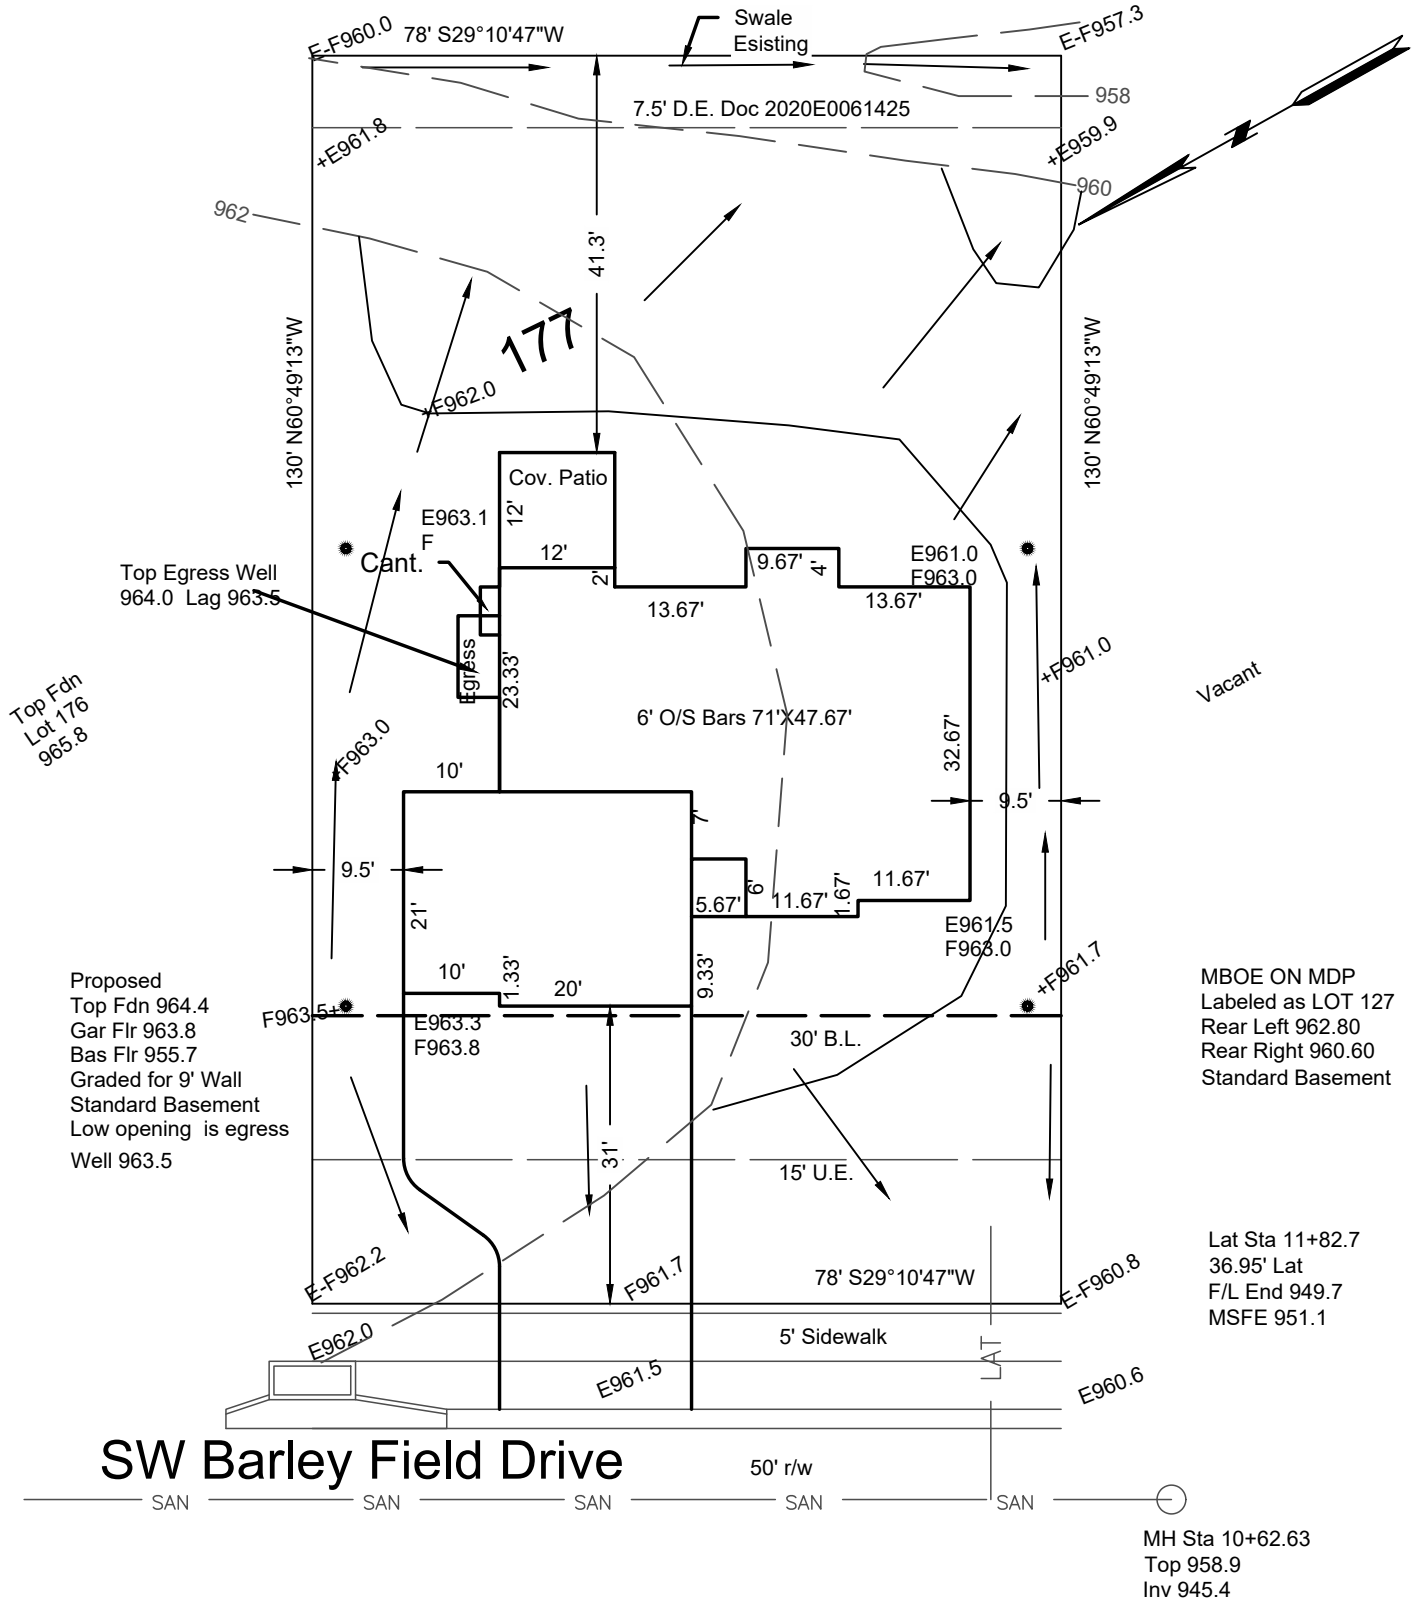 Swale
Esisting
E-F960.0
78' S29°10'47"W
E-F957.3
958
7.5' D.E. Doc 2020E0061425
+E961.8
+E959.9
960
962
41.3'
177
130' N60°49'13"W
130' N60°49'13"W
+F962.0
Cov. Patio
12'
12'
E963.1
F
Cant.
2'
9.67'
4'
E961.0
F963.0
13.67'
13.67'
Top Egress Well
964.0 Lag 963.5
Egress
23.33'
+F961.0
Vacant
Top Fdn
Lot 176
965.8
6' O/S Bars 71'X47.67'
32.67'
+F963.0
10'
9.5'
7'
9.5'
6'
5.67'
11.67'
1.67'
11.67'
21'
E961.5
F963.0
+F961.7
10'
1.33'
20'
9.33'
F963.5+
E963.3
F963.8
30' B.L.
Proposed
Top Fdn 964.4
Gar Flr 963.8
Bas Flr 955.7
Graded for 9' Wall
Standard Basement
Low opening is egress
Well 963.5
MBOE ON MDP
Labeled as LOT 127
Rear Left 962.80
Rear Right 960.60
Standard Basement
31'
15' U.E.
E-F962.2
F961.7
78' S29°10'47"W
E-F960.8
Lat Sta 11+82.7
36.95' Lat
F/L End 949.7
MSFE 951.1
E962.0
5' Sidewalk
LAT
E961.5
E960.6
SW Barley Field Drive
50' r/w
SAN
SAN
SAN
SAN
SAN
MH Sta 10+62.63
Top 958.9
Inv 945.4